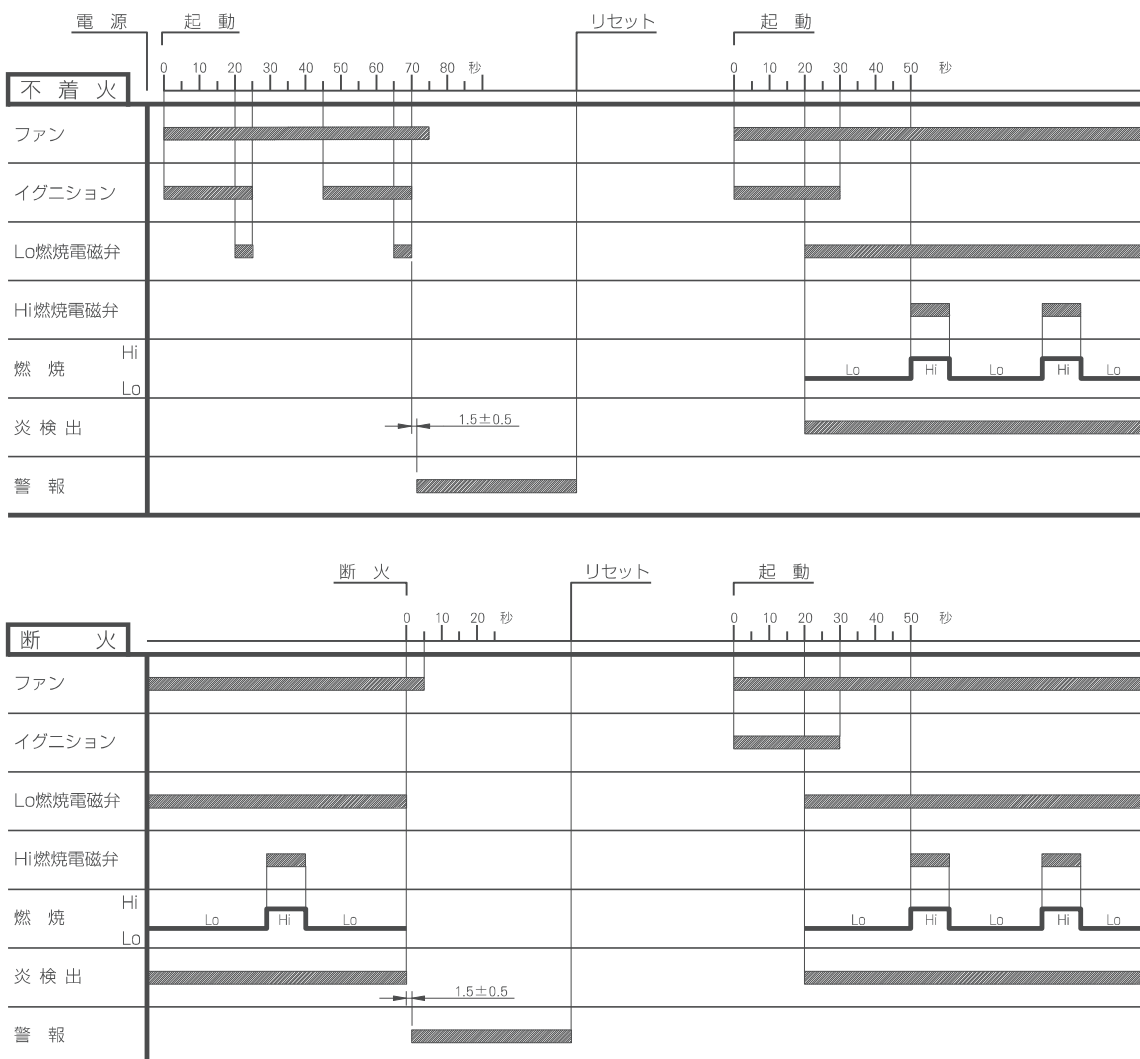 電源 起動 リセット 起動
0 10 20 30 40 50 60 70 80 秒 0 10 20 30 40 50 秒
不着火
ファン
イグニション
Lo燃焼電磁弁
Hi燃焼電磁弁
燃焼 Hi Lo Lo Hi Lo Hi Lo
炎検出 1.5±0.5
警報
断火 リセット 起動
0 10 20 秒 0 10 20 30 40 50 秒
断火
ファン
イグニション
Lo燃焼電磁弁
Hi燃焼電磁弁
燃焼 Hi Lo Lo Hi Lo Lo Hi Lo Hi Lo
炎検出 1.5±0.5
警報